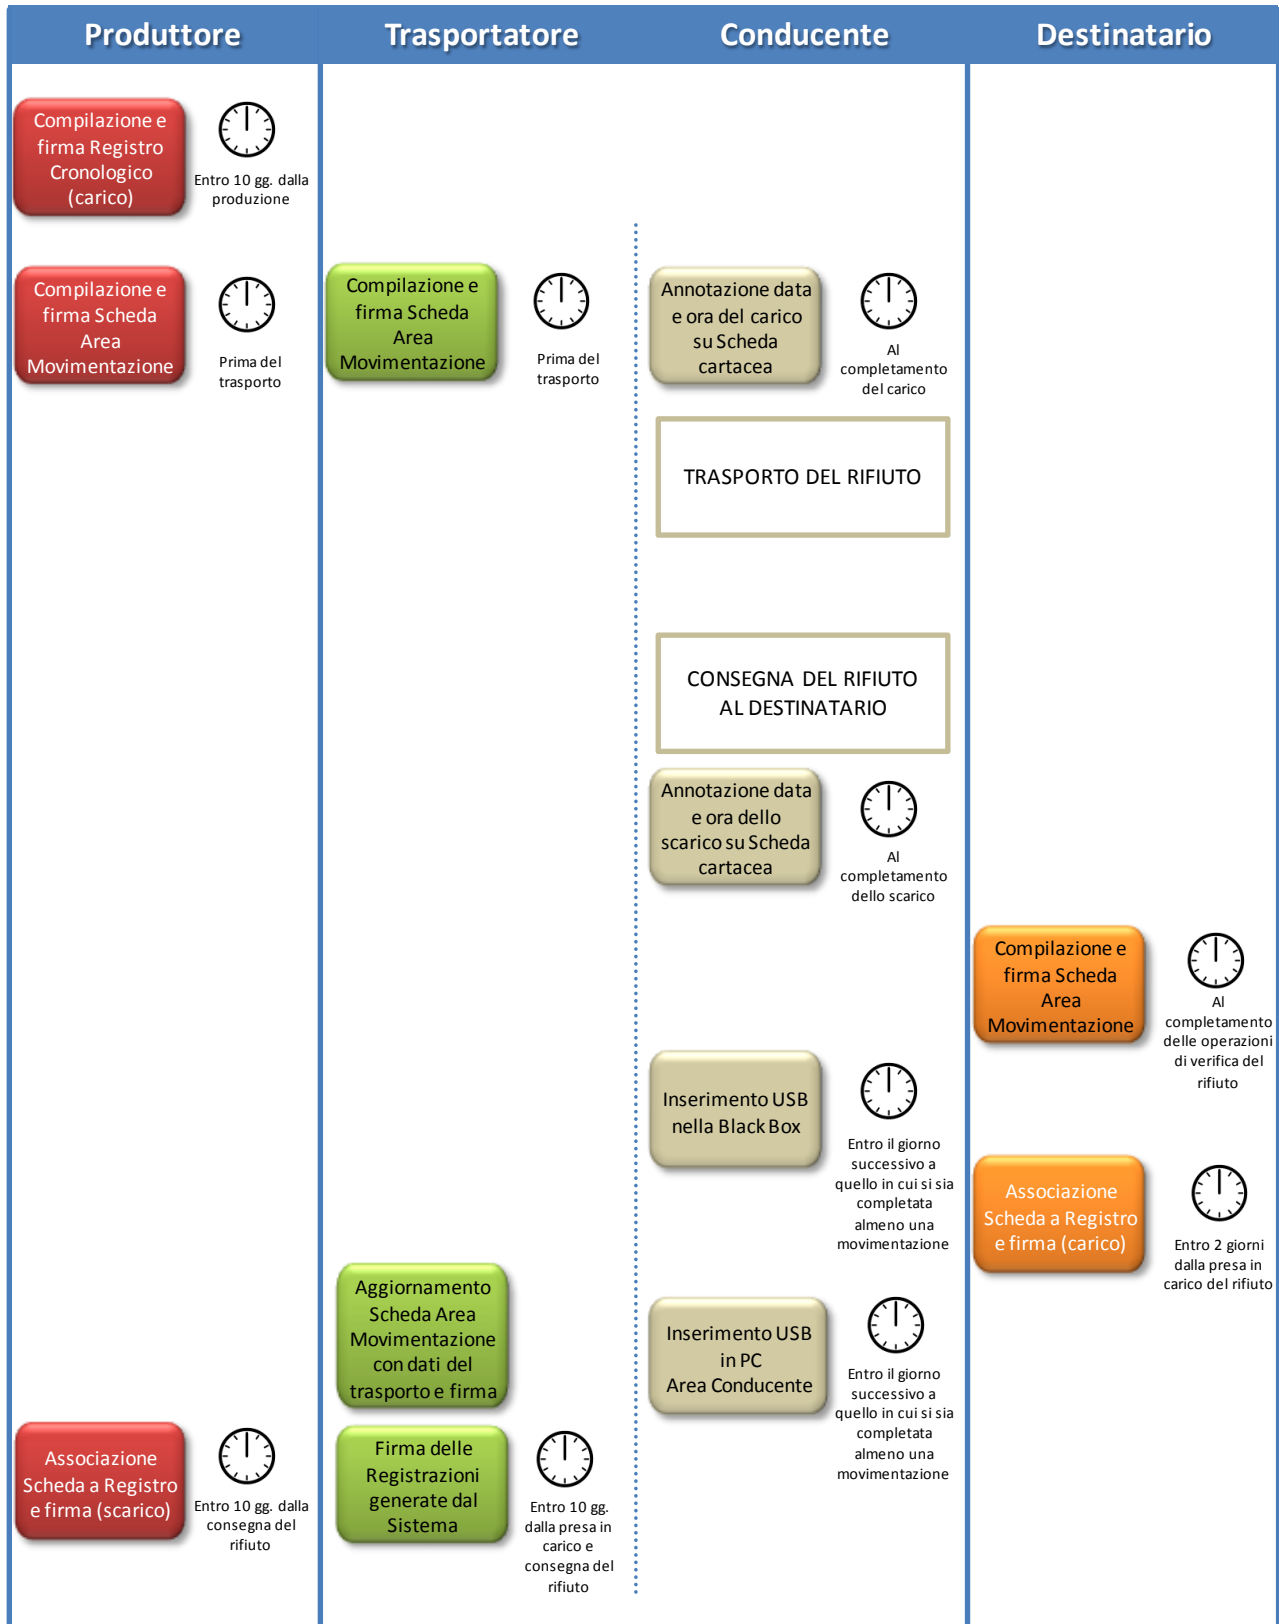 Produttore
Trasportatore
Conducente
Destinatario
Compilazione e
firma Registro
Cronologico
(carico)
Entro 10 gg. dalla
produzione
Compilazione e
firma Scheda
Area
Movimentazione
Prima del
trasporto
Compilazione e
firma Scheda
Area
Movimentazione
Prima del
trasporto
Annotazione data
e ora del carico
su Scheda
cartacea
Al
completamento
del carico
TRASPORTO DEL RIFIUTO
CONSEGNA DEL RIFIUTO
AL DESTINATARIO
Annotazione data
e ora dello
scarico su Scheda
cartacea
Al
completamento
dello scarico
Compilazione e
firma Scheda
Area
Movimentazione
Al
completamento
delle operazioni
di verifica del
rifiuto
Inserimento USB
nella Black Box
Entro il giorno
successivo a
quello in cui si sia
completata
almeno una
movimentazione
Associazione
Scheda a Registro
e firma (carico)
Entro 2 giorni
dalla presa in
carico del rifiuto
Aggiornamento
Scheda Area
Movimentazione
con dati del
trasporto e firma
Inserimento USB
in PC
Area Conducente
Entro il giorno
successivo a
quello in cui si sia
completata
almeno una
movimentazione
Associazione
Scheda a Registro
e firma (scarico)
Entro 10 gg. dalla
consegna del
rifiuto
Firma delle
Registrazioni
generate dal
Sistema
Entro 10 gg.
dalla presa in
carico e
consegna del
rifiuto